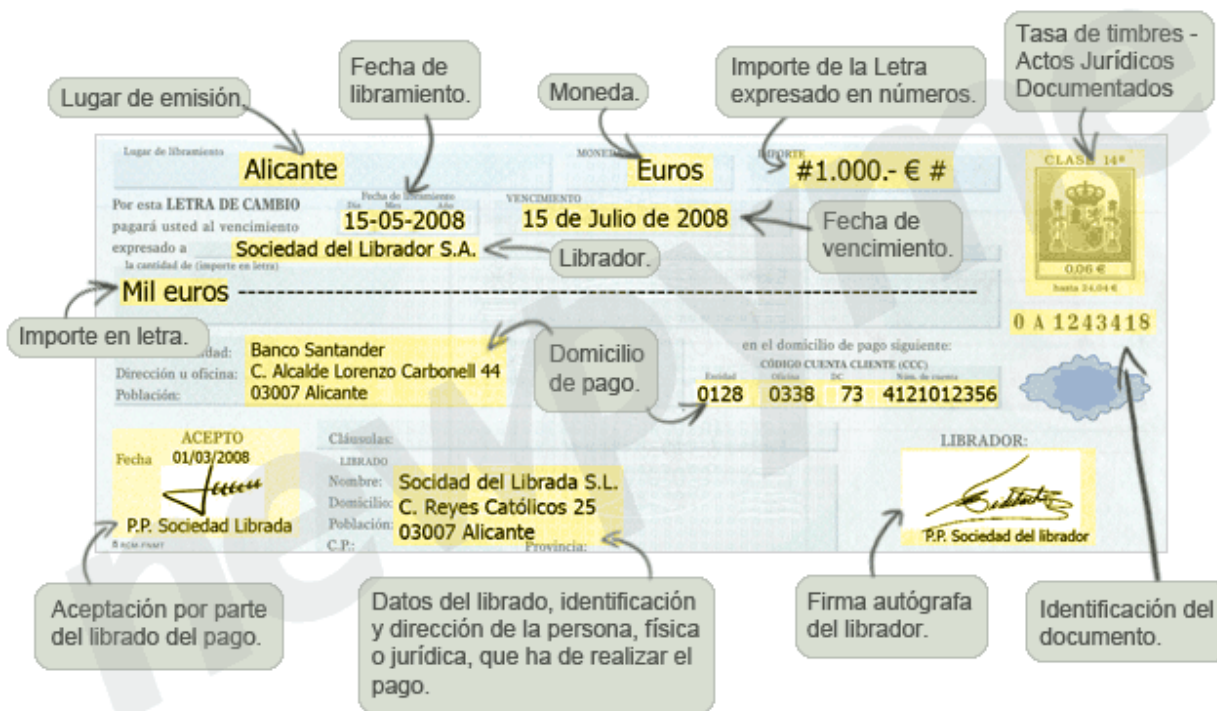 Tasa de timbres -
Actos Jurídicos
Documentados
Fecha de
libramiento.
Importe de la Letra
expresado en números.
Lugar de emisión.
Moneda.
Lugar de libramiento
MONEDA
IMPORTE
CLASE 14ª
Alicante
Euros
#1.000.- € #
Por esta LETRA DE CAMBIO
Fecha de libramiento
Día Mes Año
VENCIMIENTO
pagará usted al vencimiento
15-05-2008
15 de Julio de 2008
Fecha de
vencimiento.
expresado a
Sociedad del Librador S.A.
Librador.
la cantidad de (importe en letra)
0,06 €
hasta 24,04 €
Mil euros
Importe en letra.
0 A 1243418
Domicilio
de pago.
en el domicilio de pago siguiente:
Banco Santander
Dirección u oficina:
C. Alcalde Lorenzo Carbonell 44
Población:
03007 Alicante
CÓDIGO CUENTA CLIENTE (CCC)
Entidad Oficina DC Núm. de cuenta
0128 0338 73 4121012356
ACEPTO
Fecha 01/03/2008
P.P. Sociedad Librada
Cláusulas:
LIBRADO
Nombre:
Socidad del Librada S.L.
Domicilio:
C. Reyes Católicos 25
Población:
03007 Alicante
C.P.:
Provincia:
LIBRADOR:
P.P. Sociedad del librador
Aceptación por parte
del librado del pago.
Datos del librado, identificación
y dirección de la persona, física
o jurídica, que ha de realizar el
pago.
Firma autógrafa
del librador.
Identificación del
documento.
newpyme